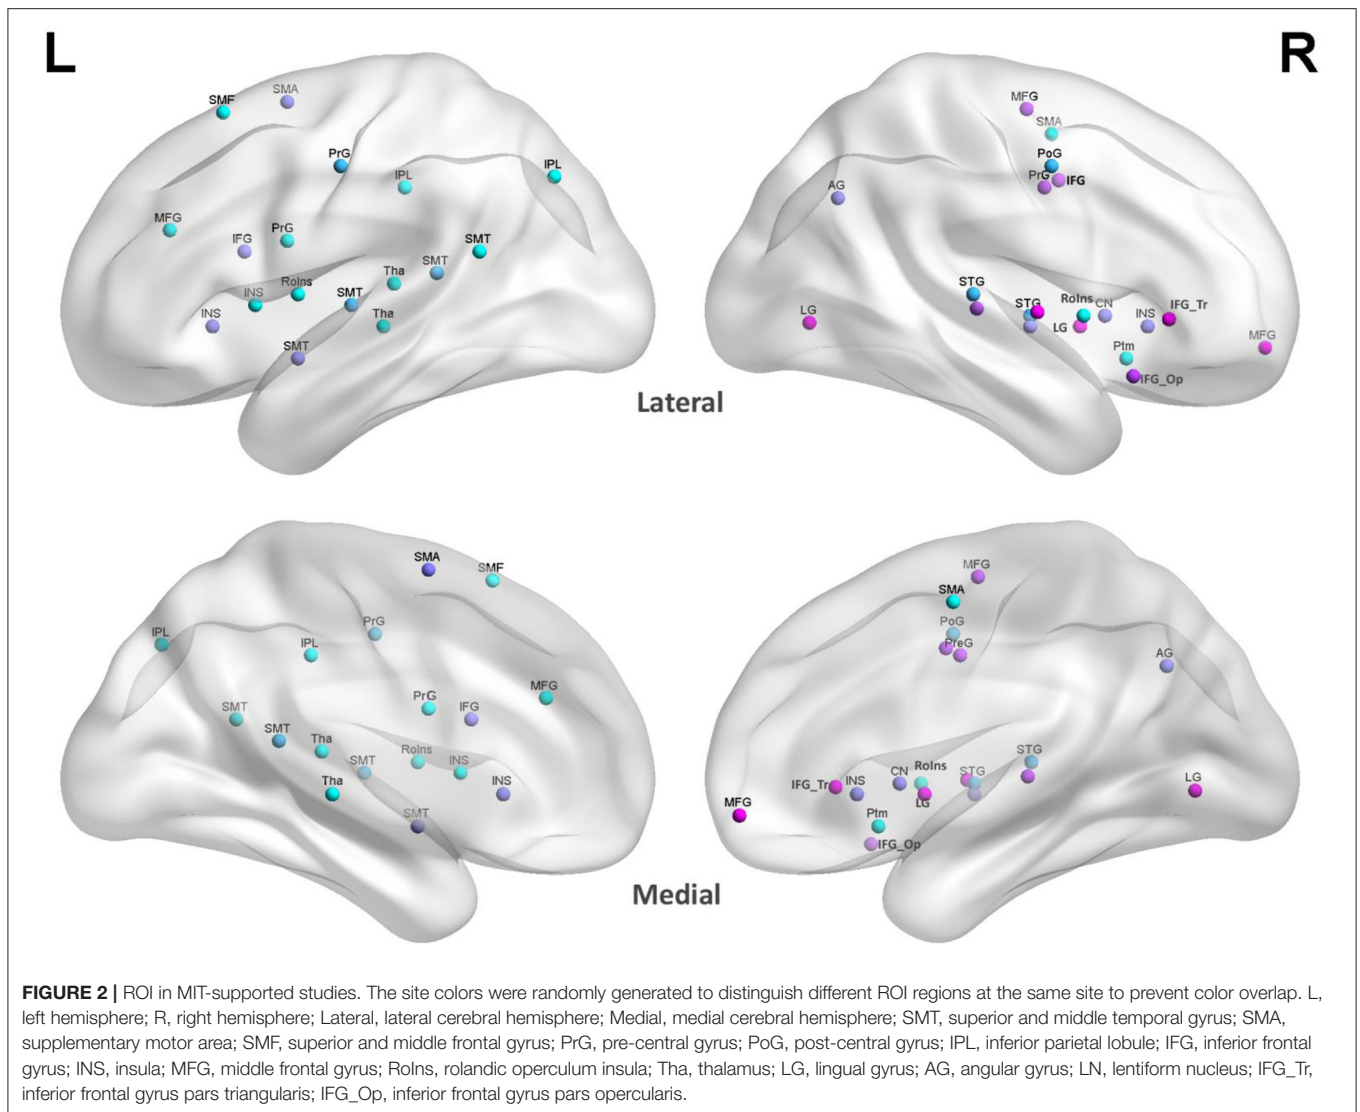 L
R
SMF
SMA
PrG
IPL
IPL
MFG
IFG
PrG
SMT
SMT
Tha
RoIns
INS
SMT
INS
Tha
SMT
MFG
SMA
PoG
PrG
IFG
AG
STG
STG
RoIns
CN
IFG_Tr
LG
LG
INS
MFG
Ptm
IFG_Op
Lateral
SMA
SMF
IPL
PrG
IPL
PrG
IFG
MFG
SMT
SMT
Tha
SMT
RoIns
INS
INS
Tha
SMT
MFG
SMA
PoG
PreG
AG
STG
IFG_Tr
INS
CN
RoIns
STG
LG
LG
MFG
Ptm
IFG_Op
Medial
FIGURE 2 | ROI in MIT-supported studies. The site colors were randomly generated to distinguish different ROI regions at the same site to prevent color overlap. L,
left hemisphere; R, right hemisphere; Lateral, lateral cerebral hemisphere; Medial, medial cerebral hemisphere; SMT, superior and middle temporal gyrus; SMA,
supplementary motor area; SMF, superior and middle frontal gyrus; PrG, pre-central gyrus; PoG, post-central gyrus; IPL, inferior parietal lobule; IFG, inferior frontal
gyrus; INS, insula; MFG, middle frontal gyrus; RoIns, rolandic operculum insula; Tha, thalamus; LG, lingual gyrus; AG, angular gyrus; LN, lentiform nucleus; IFG_Tr,
inferior frontal gyrus pars triangularis; IFG_Op, inferior frontal gyrus pars opercularis.